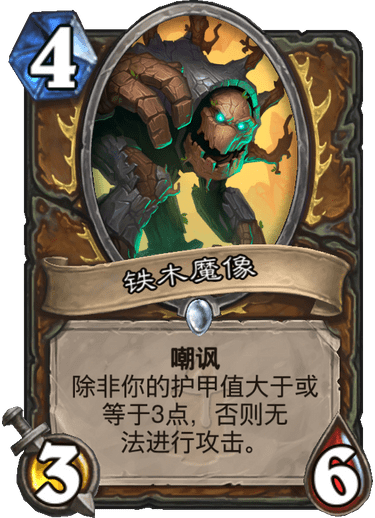 4
铁木魔像
嘲讽
除非你的护甲值大于或
等于3点，否则无
法进行攻击。
3
6